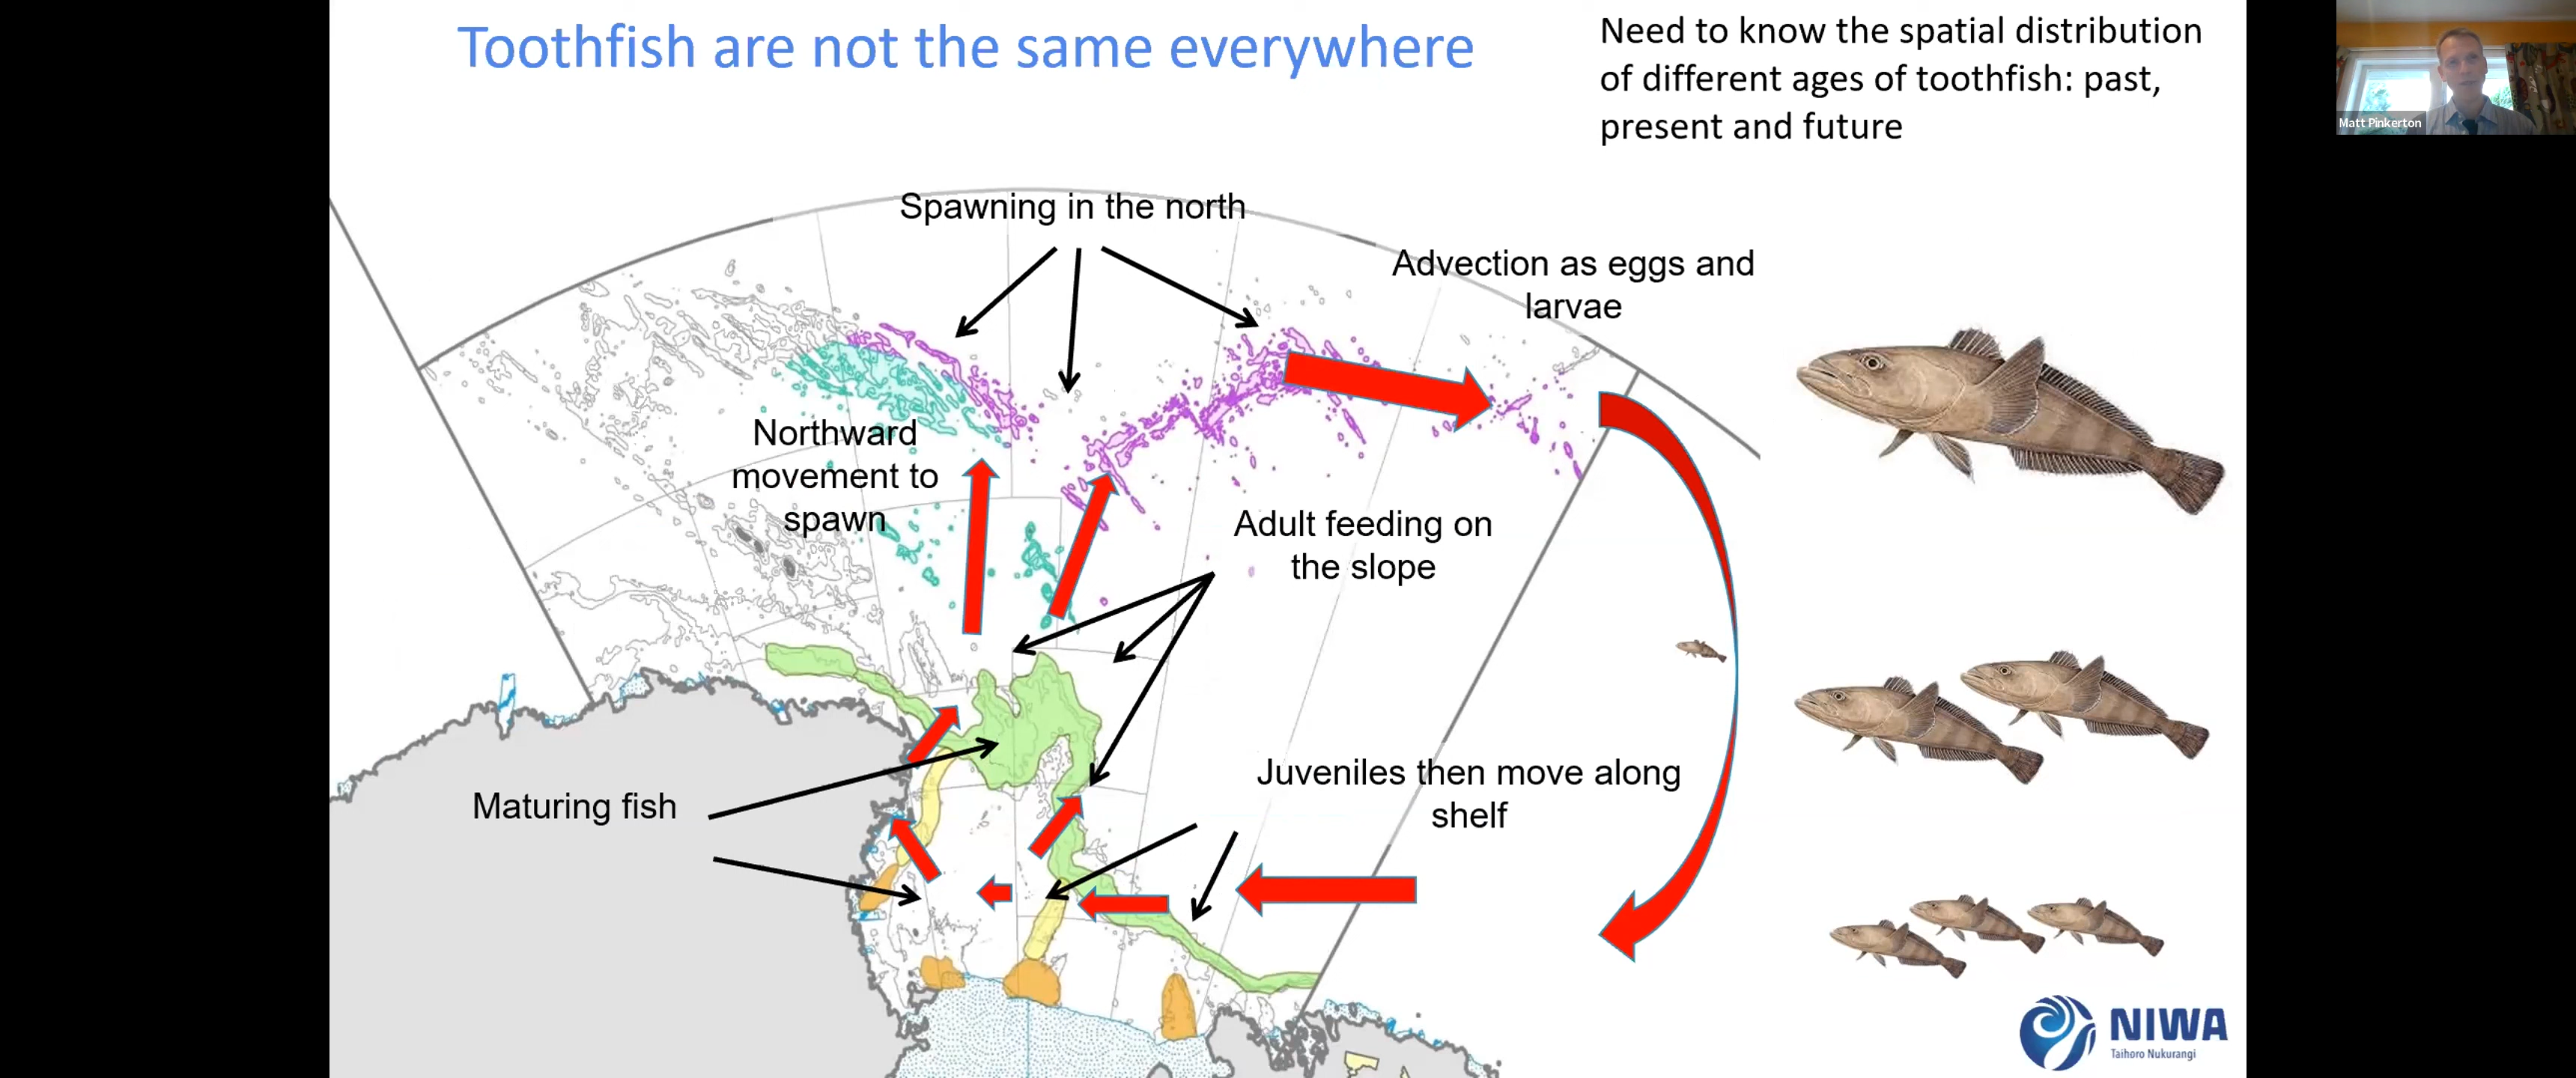 Toothfish are not the same everywhere
Need to know the spatial distribution
of different ages of toothfish: past,
present and future
Matt Pinkerton
Spawning in the north
Advection as eggs and
larvae
Northward
movement to
spawn
Adult feeding on
the slope
Maturing fish
Juveniles then move along
shelf
NIWA
Taihoro Nukurangi